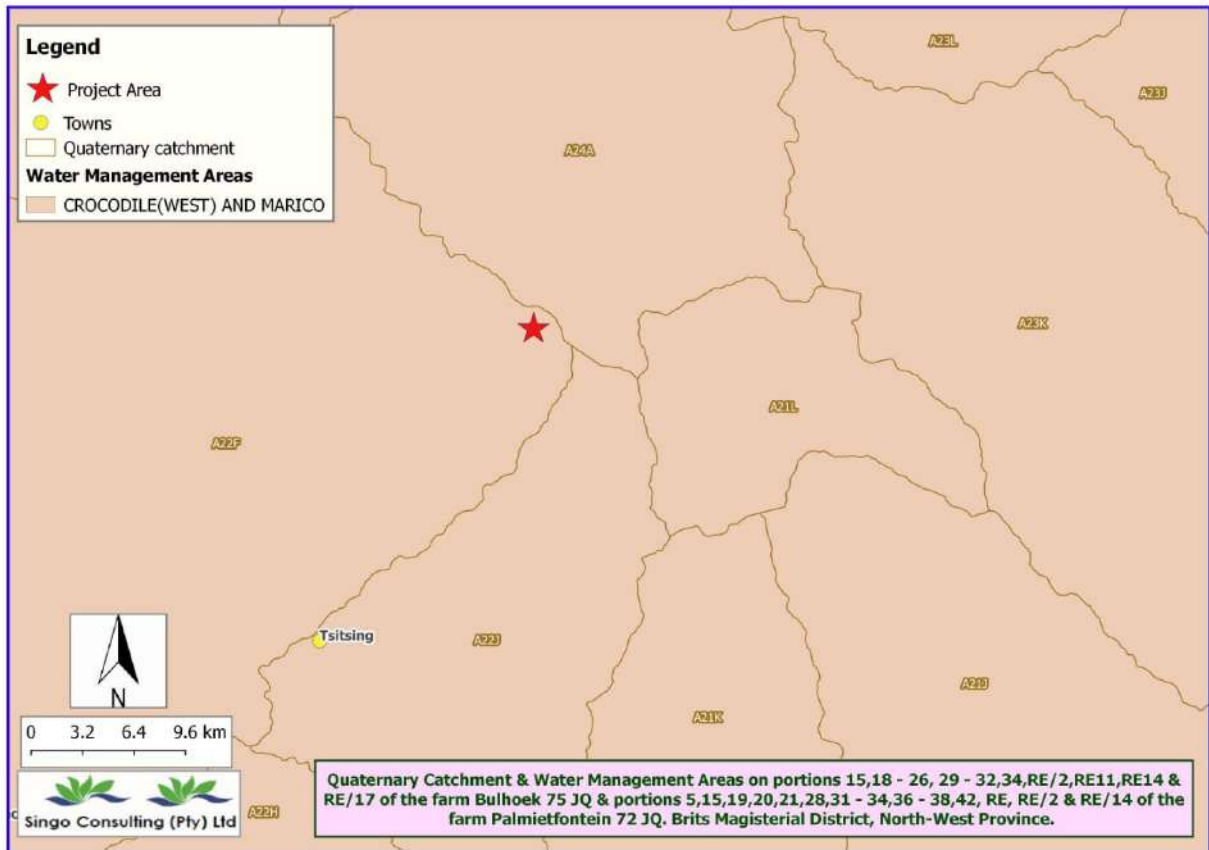 Legend
Project Area
Towns
Quaternary catchment
Water Management Areas
CROCODILE(WEST) AND MARICO
A23L
A23J
A24A
A23K
A21L
A22F
Tsitsing
A22J
A21J
A21K
A22H
N
0 3.2 6.4 9.6 km
Singo Consulting (Pty) Ltd
Quaternary Catchment & Water Management Areas on portions 15,18 - 26, 29 - 32,34,RE/2,RE11,RE14 &
RE/17 of the farm Bulhoek 75 JQ & portions 5,15,19,20,21,28,31 - 34,36 - 38,42, RE, RE/2 & RE/14 of the
farm Palmietfontein 72 JQ. Brits Magisterial District, North-West Province.